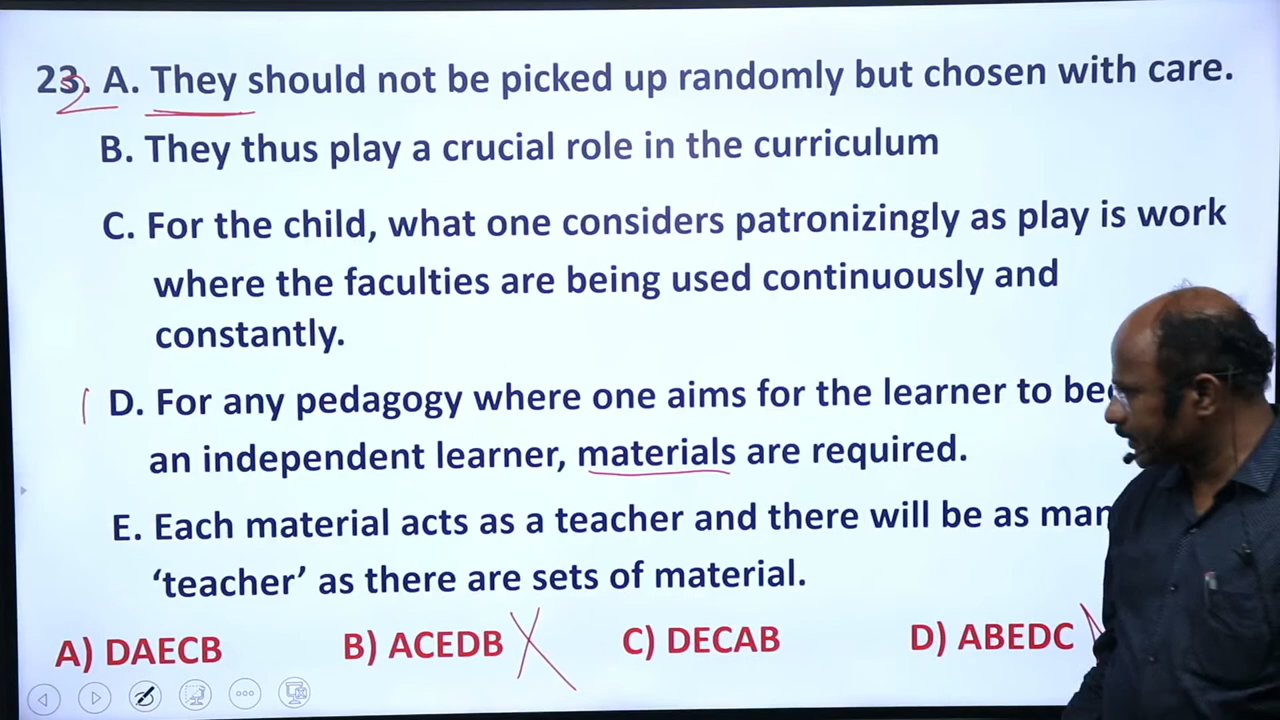 23. A. They should not be picked up randomly but chosen with care.
2
B. They thus play a crucial role in the curriculum
C. For the child, what one considers patronizingly as play is work
where the faculties are being used continuously and
constantly.
1 D. For any pedagogy where one aims for the learner to
an independent learner, materials are required.
E. Each material acts as a teacher and there will be as
‘teacher’ as there are sets of material.
A) DAECB B) ACEDB C) DECAB D) ABEDC